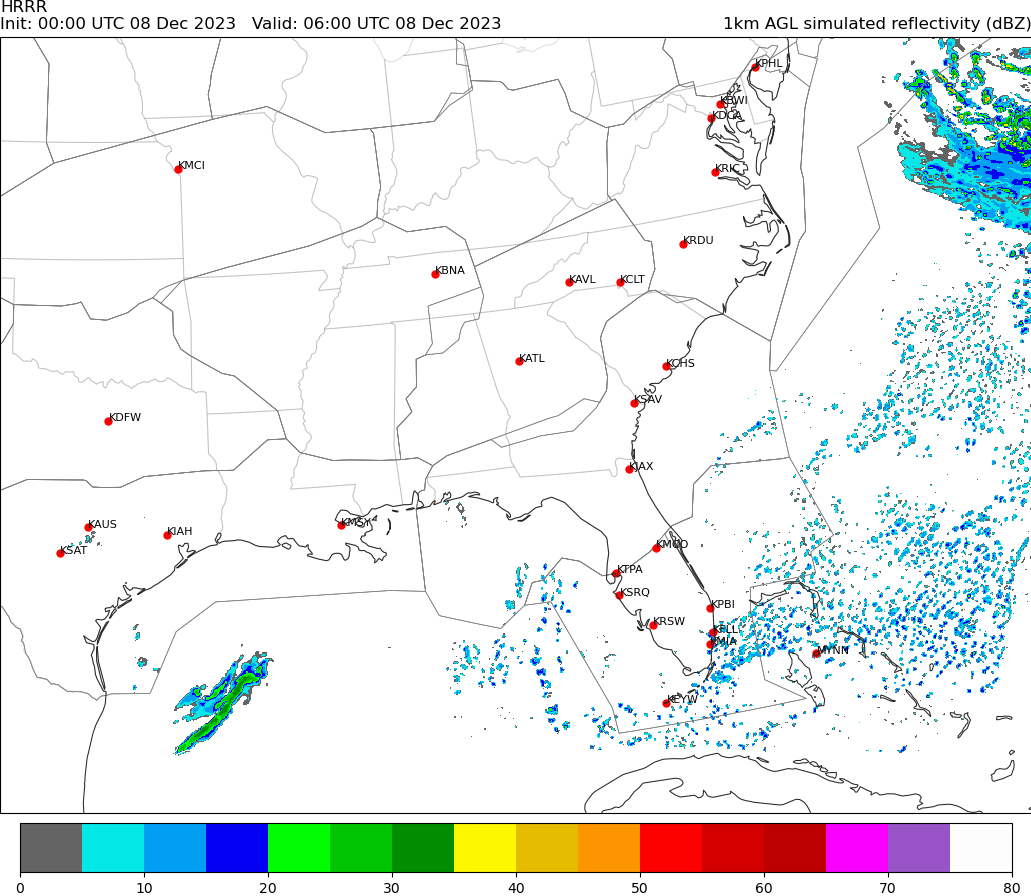 HRRR
Init: 00:00 UTC 08 Dec 2023   Valid: 06:00 UTC 08 Dec 2023   1km AGL simulated reflectivity (dBZ)
KPHL
KBWI
KDCA
KMCI
KRIC
KRDU
KBNA
KAVL KCLT
KATL
KCHS
KSAV
KDFW
KJAX
KAUS
KMSY
KIAH
KMCO
KSAT
KTPA
KSRQ
KPBI
KRSW
KFLL
KMIA
MYNN
KEYW
0 10 20 30 40 50 60 70 80